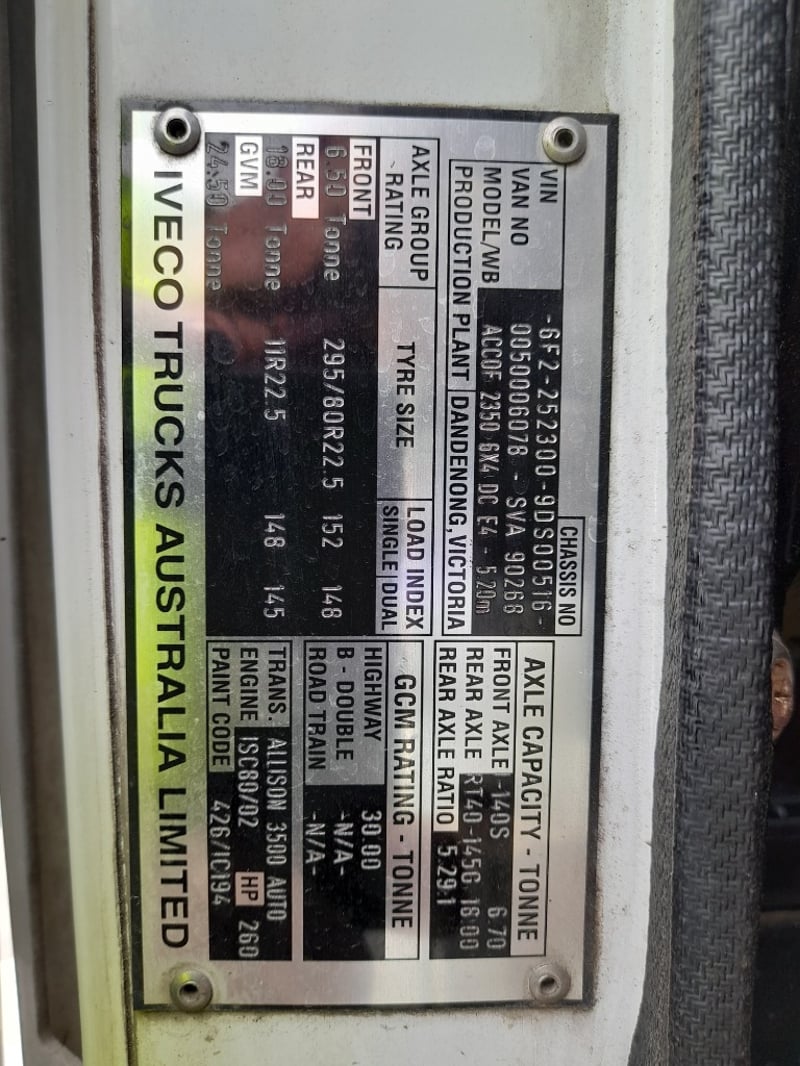 VIN CHASSIS NO
-6F2-252300-9DS00516-
VAN NO 0050006078 - SVA 90268
MODEL/WB ACCOF 2350 6X4 DC E4 - 5.20m
PRODUCTION PLANT DANDENONG, VICTORIA
AXLE GROUP RATING TYRE SIZE LOAD INDEX
SINGLE DUAL
FRONT
6.50 Tonne 295/80R22.5 152 148
REAR
18.00 Tonne 11R22.5 148 145
GVM
24.50 Tonne
AXLE CAPACITY - TONNE
FRONT AXLE -140S 6.70
REAR AXLE RT40-145G 18.00
REAR AXLE RATIO 5.29:1
GCM RATING - TONNE
HIGHWAY 30.00
B - DOUBLE -N/A-
ROAD TRAIN -N/A-
TRANS. ALLISON 3500 AUTO
ENGINE ISC80/02 HP 260
PAINT CODE 426/IC194
IVECO TRUCKS AUSTRALIA LIMITED